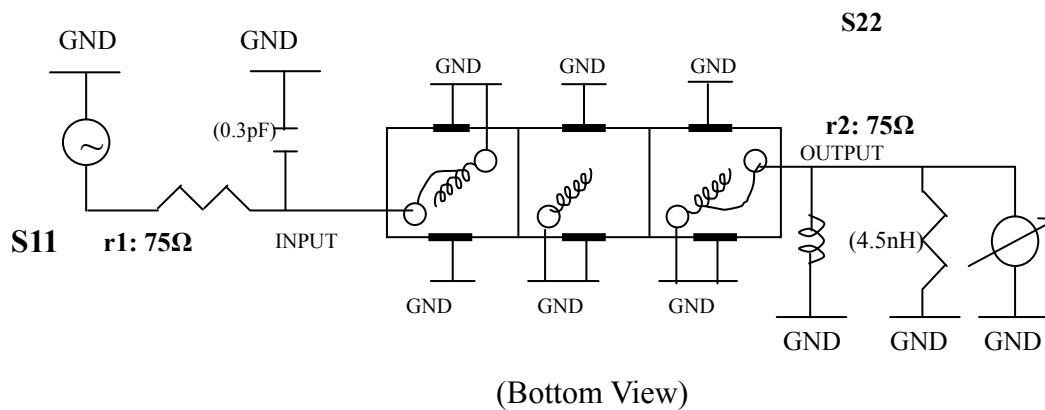 S22
GND
GND
GND
GND
GND
(0.3pF)
r2: 75Ω
OUTPUT
S11
r1: 75Ω
INPUT
(4.5nH)
GND
GND
GND
GND
GND
GND
(Bottom View)